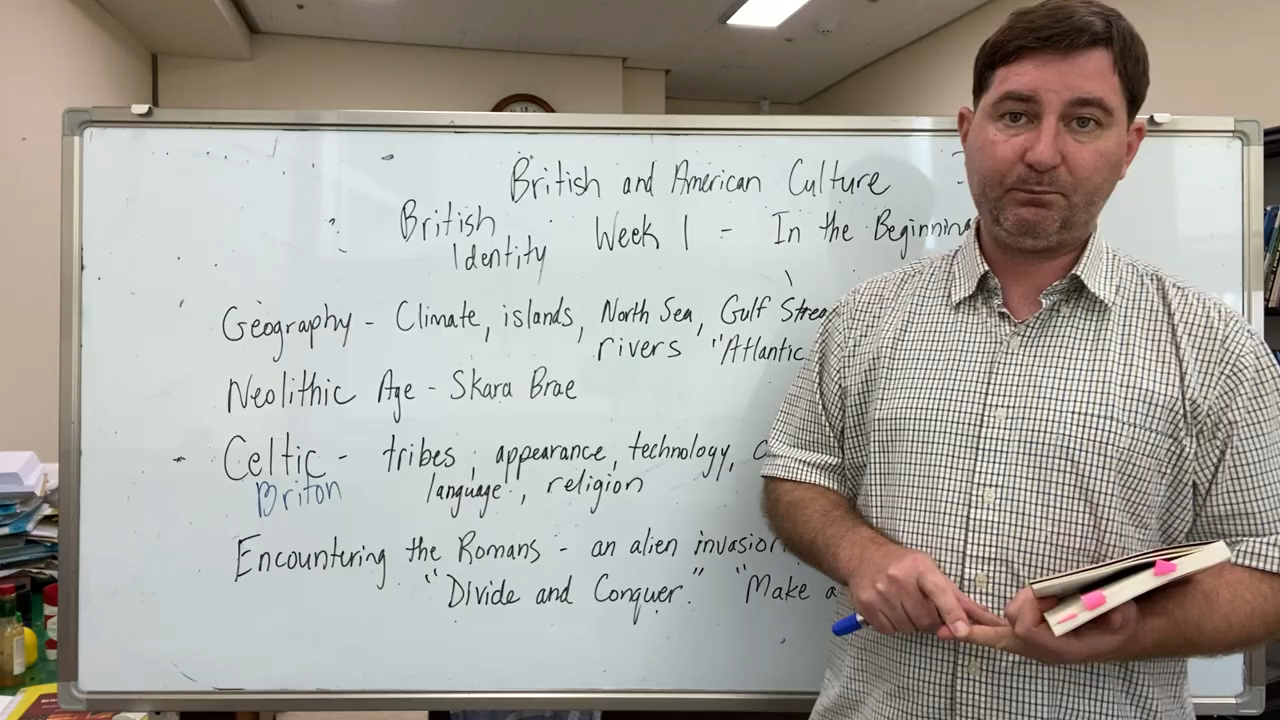 British and American Culture
British Identity Week 1 - In the Beginning
Geography - Climate, islands, North Sea, Gulf
rivers "Atlantic
Neolithic Age - Skara Brae
Celtic - tribes, appearance, technology,
Briton language, religion
Encountering the Romans - an alien invasion
"Divide and Conquer." "Make a